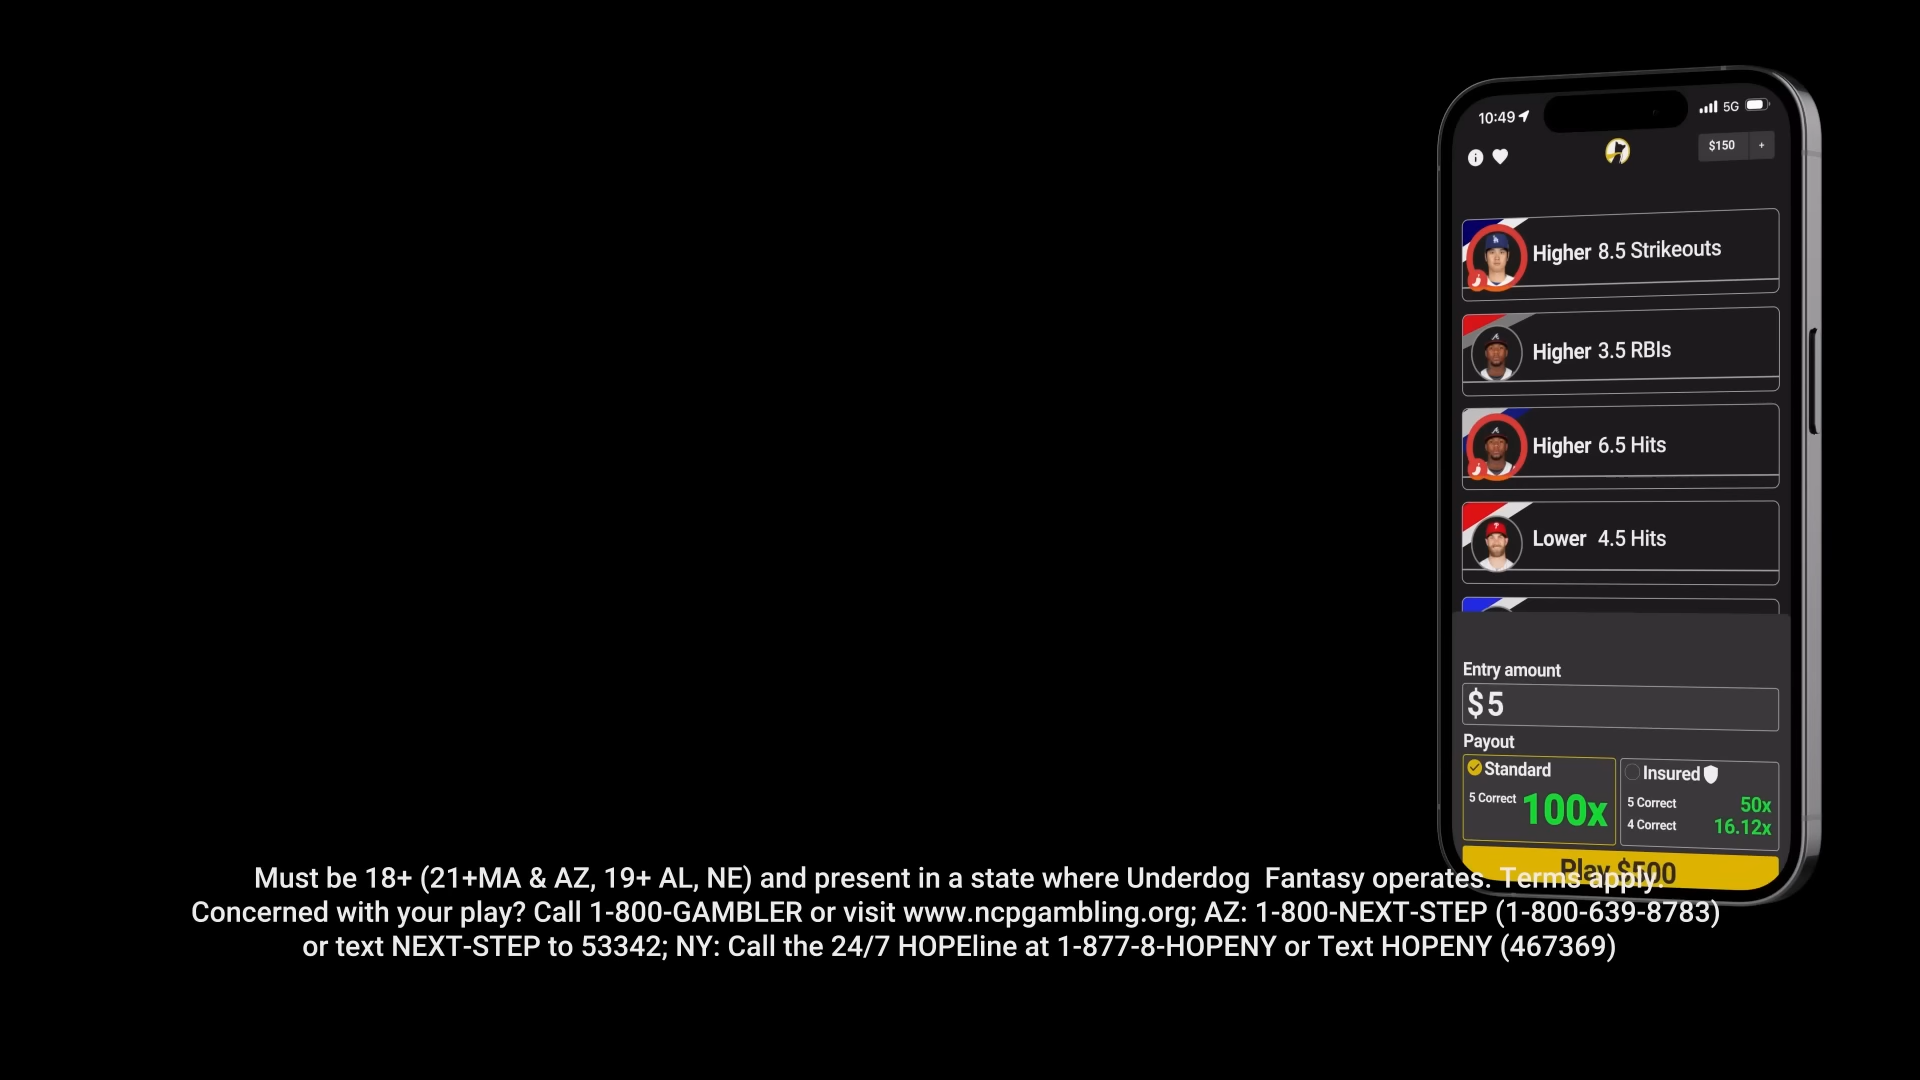 10:49
5G
$150 +
Higher 8.5 Strikeouts
Higher 3.5 RBIs
Higher 6.5 Hits
Lower 4.5 Hits
Entry amount
$5
Payout
Standard
5 Correct 100x
Insured
5 Correct 50x
4 Correct 16.12x
Play $500
Must be 18+ (21+MA & AZ, 19+ AL, NE) and present in a state where Underdog Fantasy operates. Terms apply.
Concerned with your play? Call 1-800-GAMBLER or visit www.ncpgambling.org; AZ: 1-800-NEXT-STEP (1-800-639-8783)
or text NEXT-STEP to 53342; NY: Call the 24/7 HOPEline at 1-877-8-HOPENY or Text HOPENY (467369)